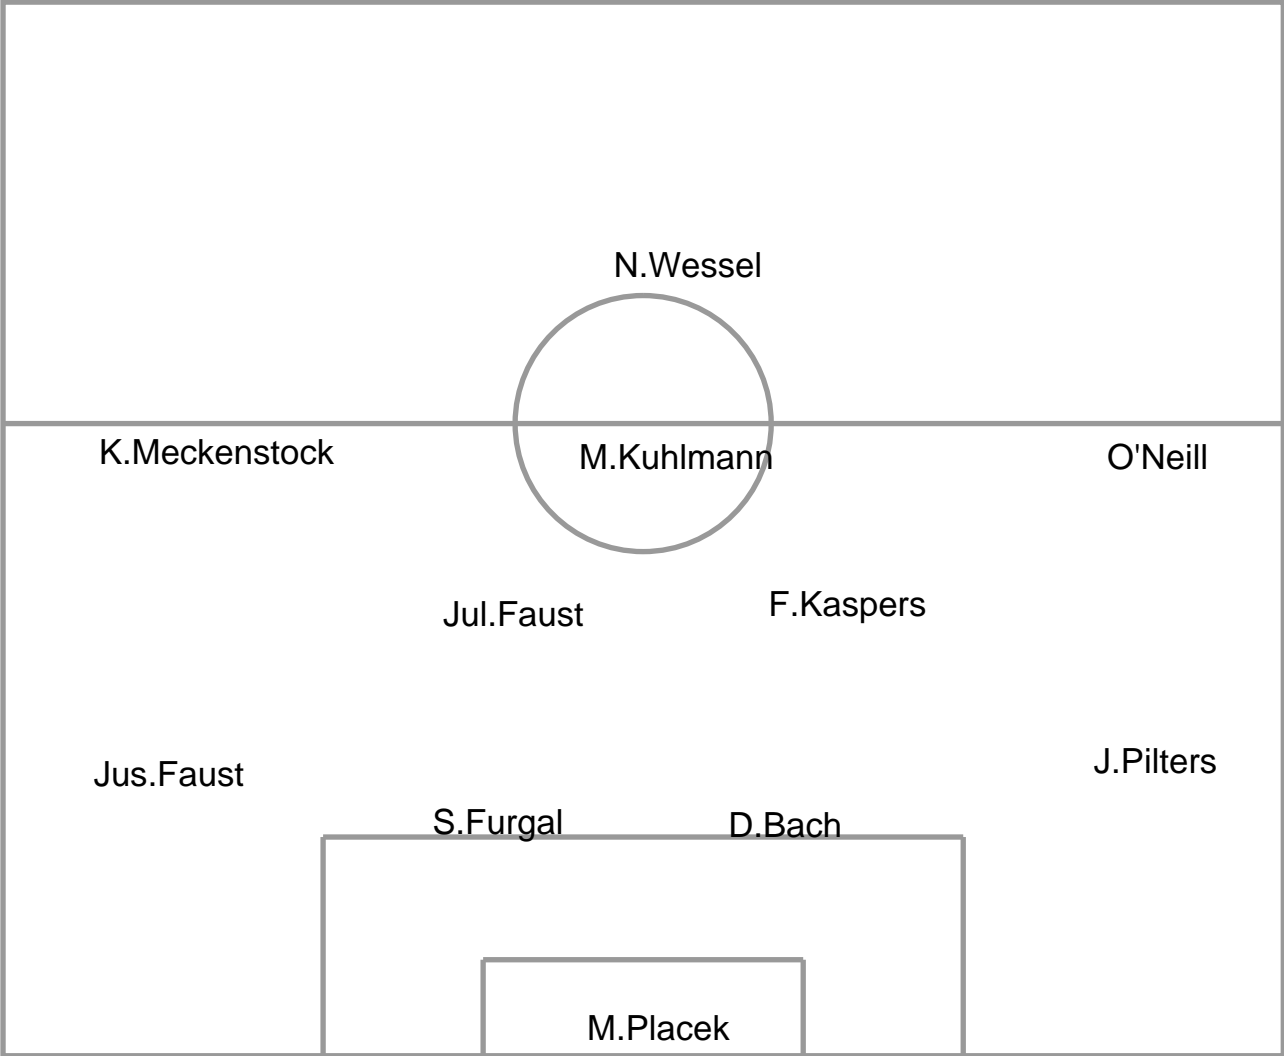 N.Wessel
K.Meckenstock
M.Kuhlmann
O'Neill
Jul.Faust
F.Kaspers
Jus.Faust
J.Pilters
S.Furgal
D.Bach
M.Placek